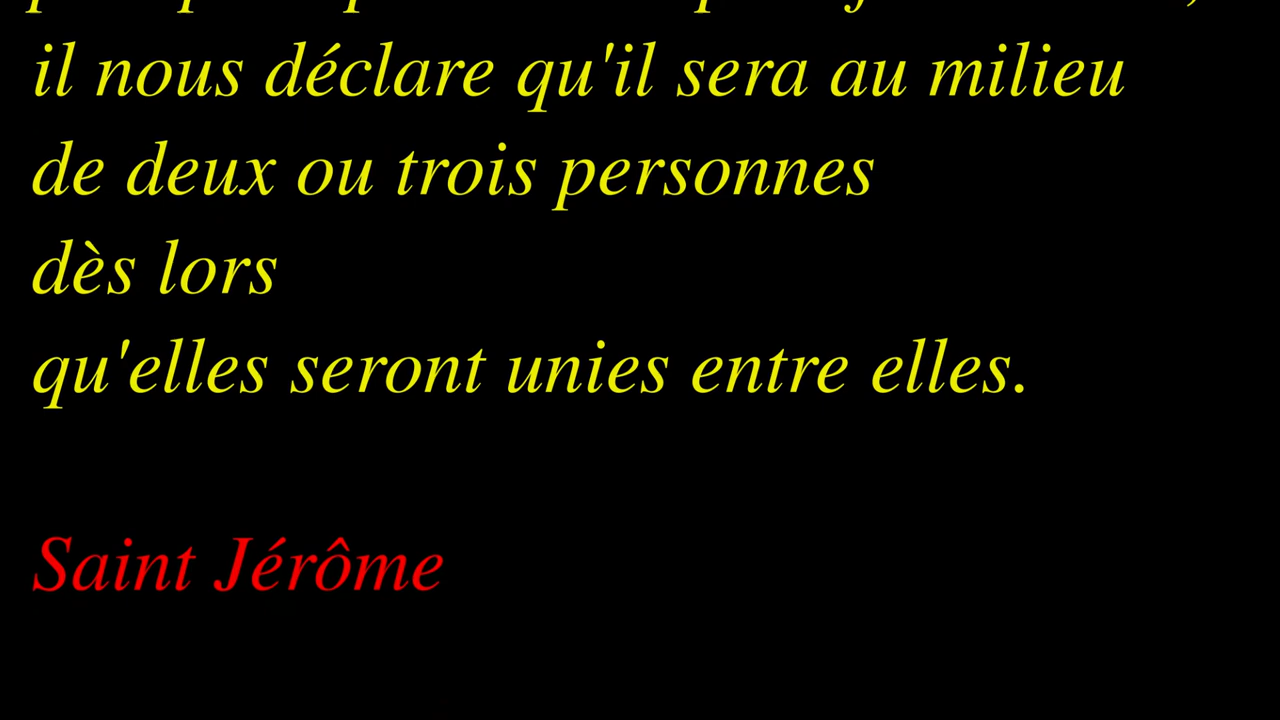 il nous déclare qu'il sera au milieu
de deux ou trois personnes
dès lors
qu'elles seront unies entre elles.
Saint Jérôme